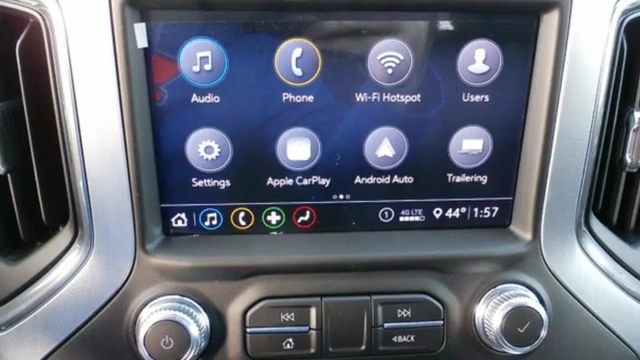 Audio Phone Wi-Fi Hotspot Users
Settings Apple CarPlay Android Auto Trailering
1 4G LTE 44° 1:57
BACK